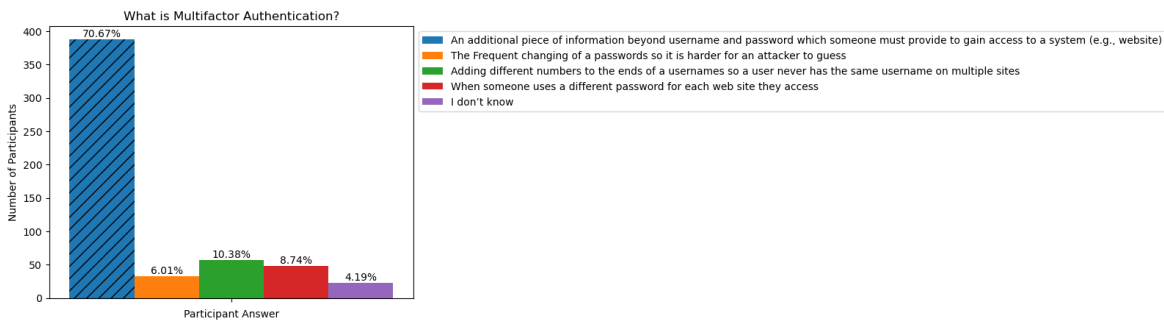 What is Multifactor Authentication?
400
350
300
250
200
150
100
50
0
Number of Participants
70.67%
6.01%
10.38%
8.74%
4.19%
Participant Answer
An additional piece of information beyond username and password which someone must provide to gain access to a system (e.g., website)
The Frequent changing of a passwords so it is harder for an attacker to guess
Adding different numbers to the ends of a usernames so a user never has the same username on multiple sites
When someone uses a different password for each web site they access
I don’t know